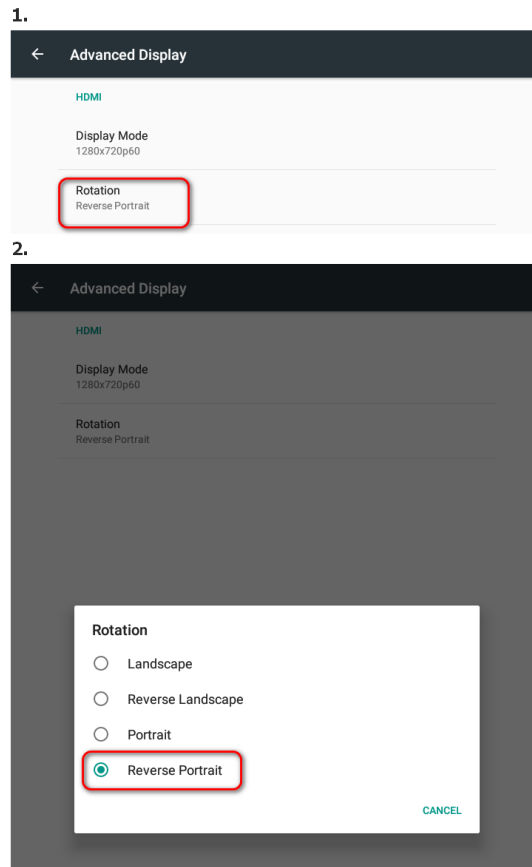 1.
Advanced Display
HDMI
Display Mode
1280x720p60
Rotation
Reverse Portrait
2.
Advanced Display
HDMI
Display Mode
1280x720p60
Rotation
Reverse Portrait
Rotation
Landscape
Reverse Landscape
Portrait
Reverse Portrait
CANCEL